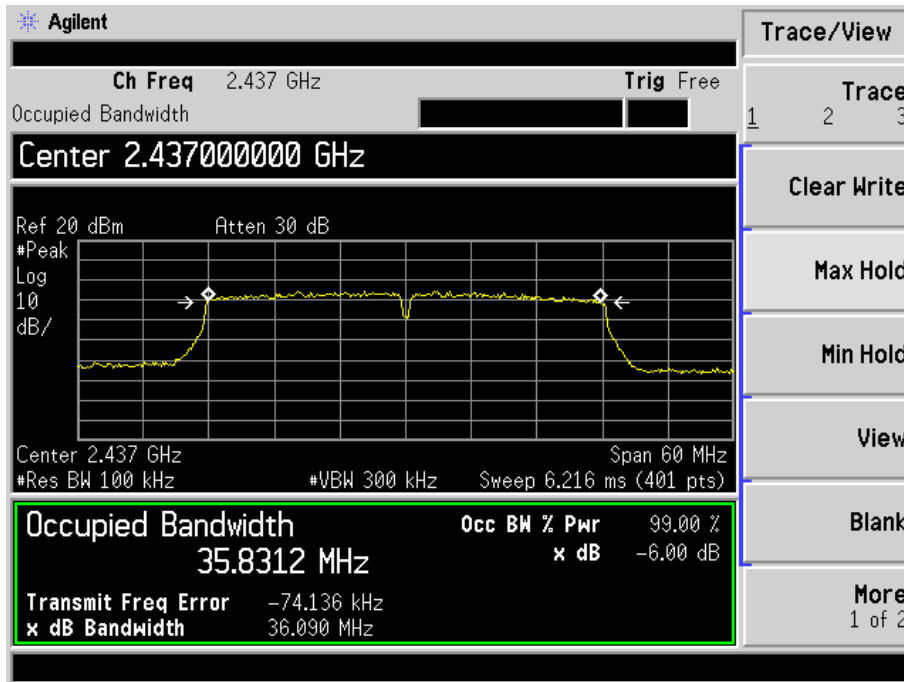 Agilent
Ch Freq 2.437 GHz Trig Free
Occupied Bandwidth
Center 2.437000000 GHz
Ref 20 dBm Atten 30 dB
#Peak
Log
10
dB/
Center 2.437 GHz Span 60 MHz
#Res BW 100 kHz #VBW 300 kHz Sweep 6.216 ms (401 pts)
Occupied Bandwidth Occ BW % Pwr 99.00 %
35.8312 MHz x dB -6.00 dB
Transmit Freq Error -74.136 kHz
x dB Bandwidth 36.090 MHz
Trace/View
Trace
1 2 3
Clear Write
Max Hold
Min Hold
View
Blank
More
1 of 2